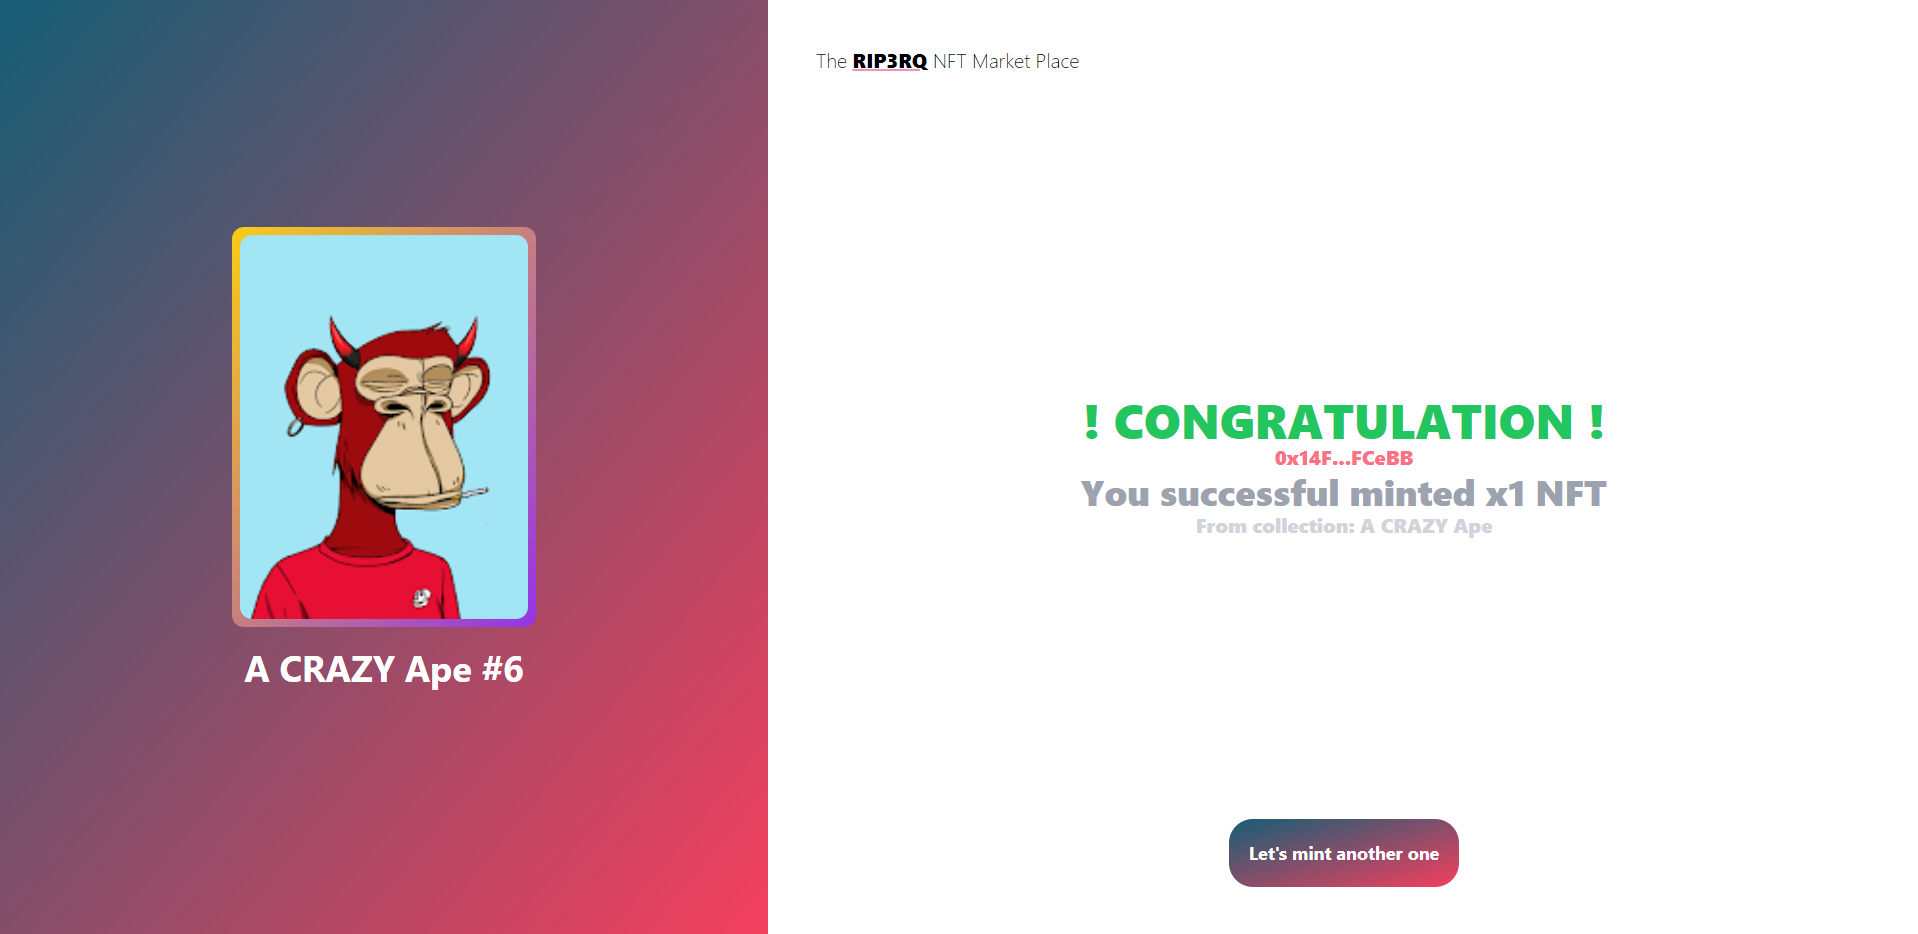 The RIP3RQ NFT Market Place
! CONGRATULATION !
0x14F...FCeBB
You successful minted x1 NFT
From collection: A CRAZY Ape
A CRAZY Ape #6
Let's mint another one